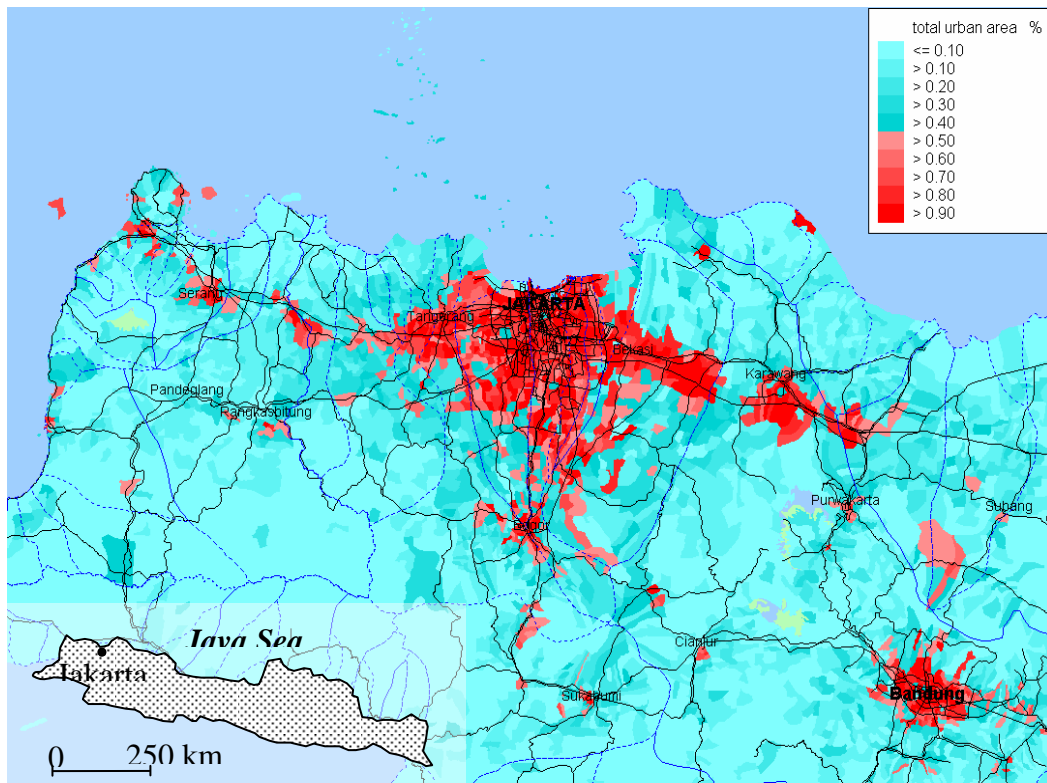 total urban area %
<= 0.10
> 0.10
> 0.20
> 0.30
> 0.40
> 0.50
> 0.60
> 0.70
> 0.80
> 0.90
Serang
JAKARTA
Tangerang
Bekasi
Karawang
Pandeglang
Rangkasbitung
Purwakarta
Subang
Bogor
Cianjur
Sukabumi
Bandung
Java Sea
Jakarta
0 250 km